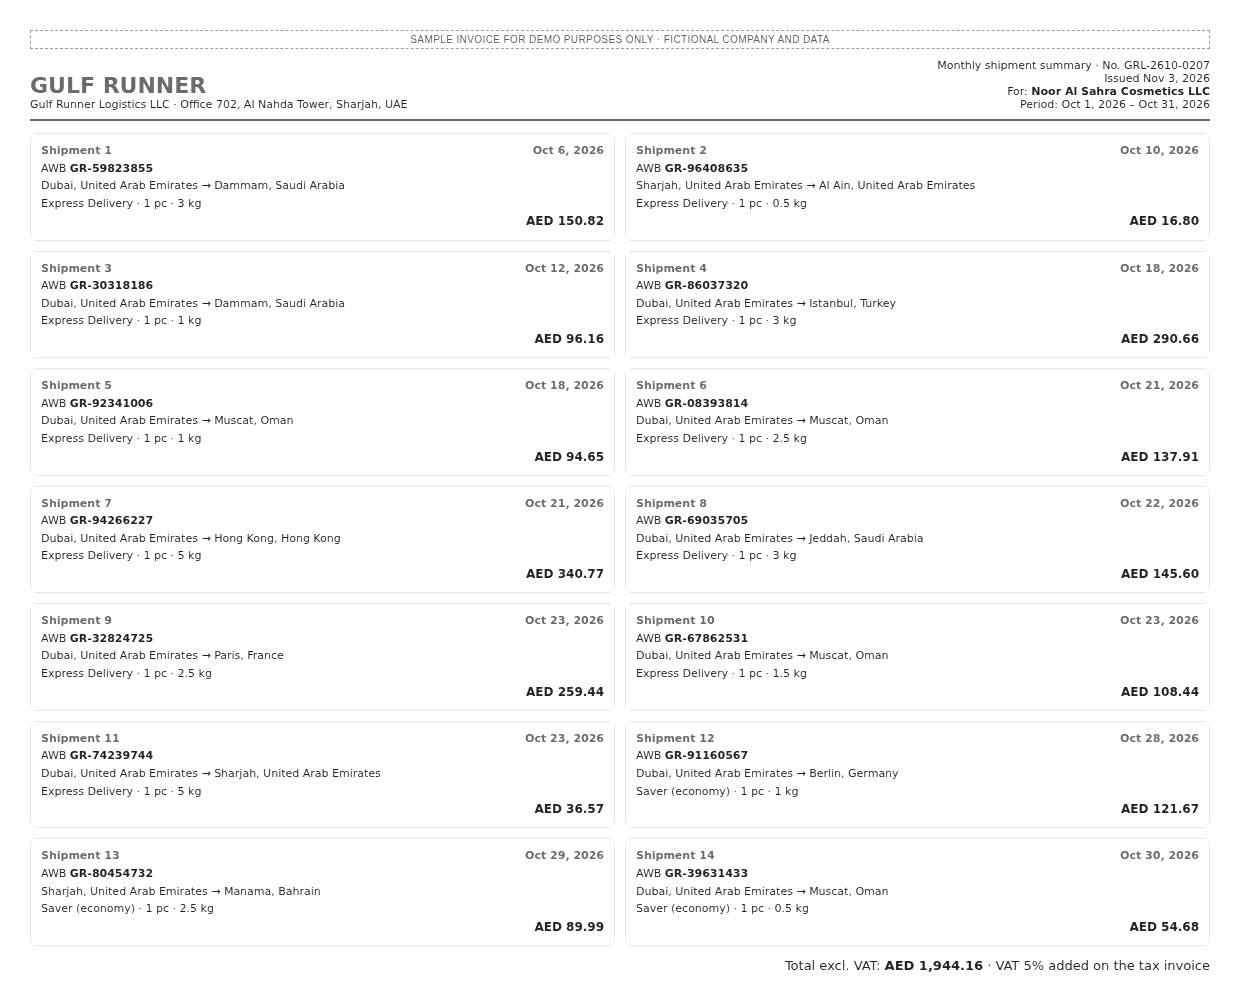 SAMPLE INVOICE FOR DEMO PURPOSES ONLY · FICTIONAL COMPANY AND DATA
GULF RUNNER
Gulf Runner Logistics LLC · Office 702, Al Nahda Tower, Sharjah, UAE
Monthly shipment summary · No. GRL-2610-0207
Issued Nov 3, 2026
For: Noor Al Sahra Cosmetics LLC
Period: Oct 1, 2026 – Oct 31, 2026
Shipment 1 Oct 6, 2026
AWB GR-59823855
Dubai, United Arab Emirates → Dammam, Saudi Arabia
Express Delivery · 1 pc · 3 kg
AED 150.82
Shipment 2 Oct 10, 2026
AWB GR-96408635
Sharjah, United Arab Emirates → Al Ain, United Arab Emirates
Express Delivery · 1 pc · 0.5 kg
AED 16.80
Shipment 3 Oct 12, 2026
AWB GR-30318186
Dubai, United Arab Emirates → Dammam, Saudi Arabia
Express Delivery · 1 pc · 1 kg
AED 96.16
Shipment 4 Oct 18, 2026
AWB GR-86037320
Dubai, United Arab Emirates → Istanbul, Turkey
Express Delivery · 1 pc · 3 kg
AED 290.66
Shipment 5 Oct 18, 2026
AWB GR-92341006
Dubai, United Arab Emirates → Muscat, Oman
Express Delivery · 1 pc · 1 kg
AED 94.65
Shipment 6 Oct 21, 2026
AWB GR-08393814
Dubai, United Arab Emirates → Muscat, Oman
Express Delivery · 1 pc · 2.5 kg
AED 137.91
Shipment 7 Oct 21, 2026
AWB GR-94266227
Dubai, United Arab Emirates → Hong Kong, Hong Kong
Express Delivery · 1 pc · 5 kg
AED 340.77
Shipment 8 Oct 22, 2026
AWB GR-69035705
Dubai, United Arab Emirates → Jeddah, Saudi Arabia
Express Delivery · 1 pc · 3 kg
AED 145.60
Shipment 9 Oct 23, 2026
AWB GR-32824725
Dubai, United Arab Emirates → Paris, France
Express Delivery · 1 pc · 2.5 kg
AED 259.44
Shipment 10 Oct 23, 2026
AWB GR-67862531
Dubai, United Arab Emirates → Muscat, Oman
Express Delivery · 1 pc · 1.5 kg
AED 108.44
Shipment 11 Oct 23, 2026
AWB GR-74239744
Dubai, United Arab Emirates → Sharjah, United Arab Emirates
Express Delivery · 1 pc · 5 kg
AED 36.57
Shipment 12 Oct 28, 2026
AWB GR-91160567
Dubai, United Arab Emirates → Berlin, Germany
Saver (economy) · 1 pc · 1 kg
AED 121.67
Shipment 13 Oct 29, 2026
AWB GR-80454732
Sharjah, United Arab Emirates → Manama, Bahrain
Saver (economy) · 1 pc · 2.5 kg
AED 89.99
Shipment 14 Oct 30, 2026
AWB GR-39631433
Dubai, United Arab Emirates → Muscat, Oman
Saver (economy) · 1 pc · 0.5 kg
AED 54.68
Total excl. VAT: AED 1,944.16 · VAT 5% added on the tax invoice